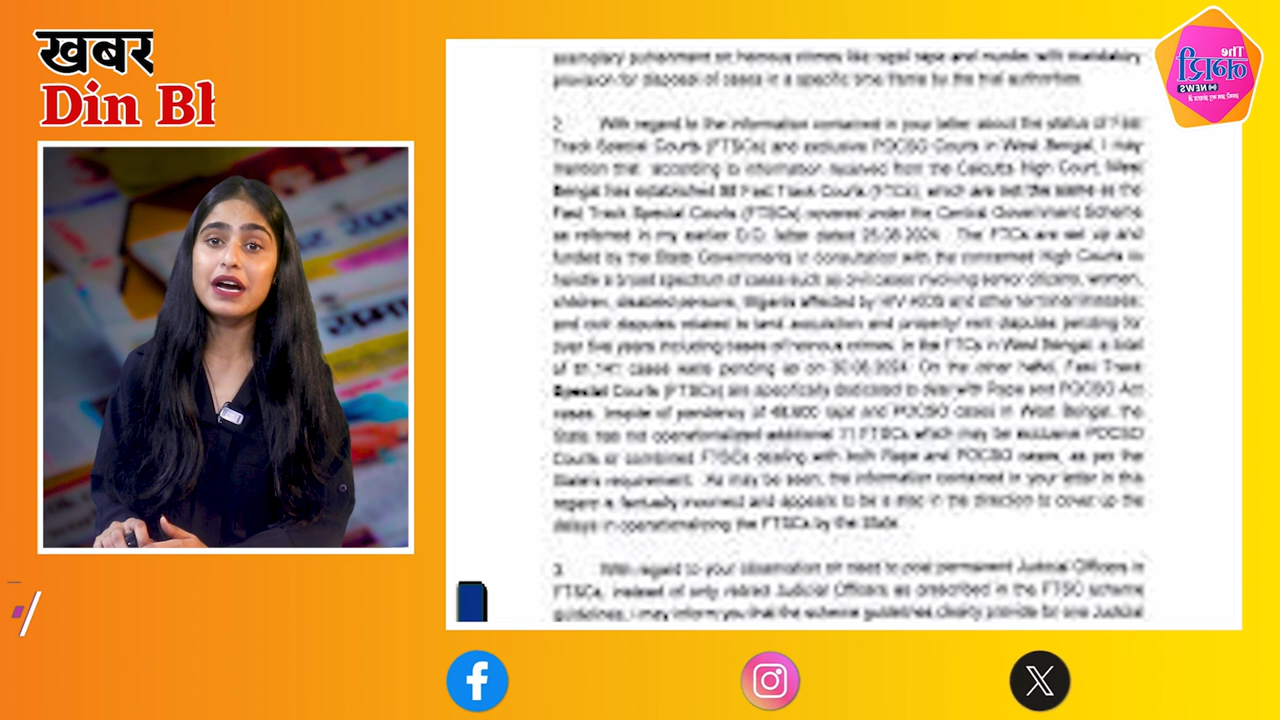 खबर
Din Bh
The
NEWS
exemplary punishment on heinous crimes like rape/ rape and murder with mandatory
provision for disposal of cases in a specific time frame by the trial authorities.
2. With regard to the information contained in your letter about the status of Fast
Track Special Courts (FTSCs) and exclusive POCSO Courts in West Bengal, I may
mention that according to information received from the Calcutta High Court, West
Bengal has established 88 Fast Track Courts (FTCs), which are not the same as the
Fast Track Special Courts (FTSCs) covered under the Central Government Scheme
as referred in my earlier D.O. letter dated 25.08.2024. The FTCs are set up and
funded by the State Governments in consultation with the concerned High Courts to
handle a broad spectrum of cases such as civil cases involving senior citizens, women,
children, disabled persons, litigants affected by HIV AIDS and other terminal illnesses;
and civil disputes related to land acquisition and property/ rent disputes pending for
over five years including cases of heinous crimes. In the FTCs in West Bengal, a total
of 81,141 cases were pending as on 30.06.2024. On the other hand, Fast Track
Special Courts (FTSCs) are specifically dedicated to deal with Rape and POCSO Act
cases. Inspite of pendency of 48,600 rape and POCSO cases in West Bengal, the
State has not operationalized additional 11 FTSCs which may be exclusive POCSO
Courts or combined FTSCs dealing with both Rape and POCSO cases, as per the
State's requirement. As may be seen, the information contained in your letter in this
regard is factually incorrect and appears to be a step in the direction to cover up the
delays in operationalising the FTSCs by the State.
3. With regard to your observation on need to post permanent Judicial Officers in
FTSCs, instead of only retired Judicial Officers as prescribed in the FTSC scheme
guidelines, I may inform you that the scheme guidelines clearly provide for one Judicial